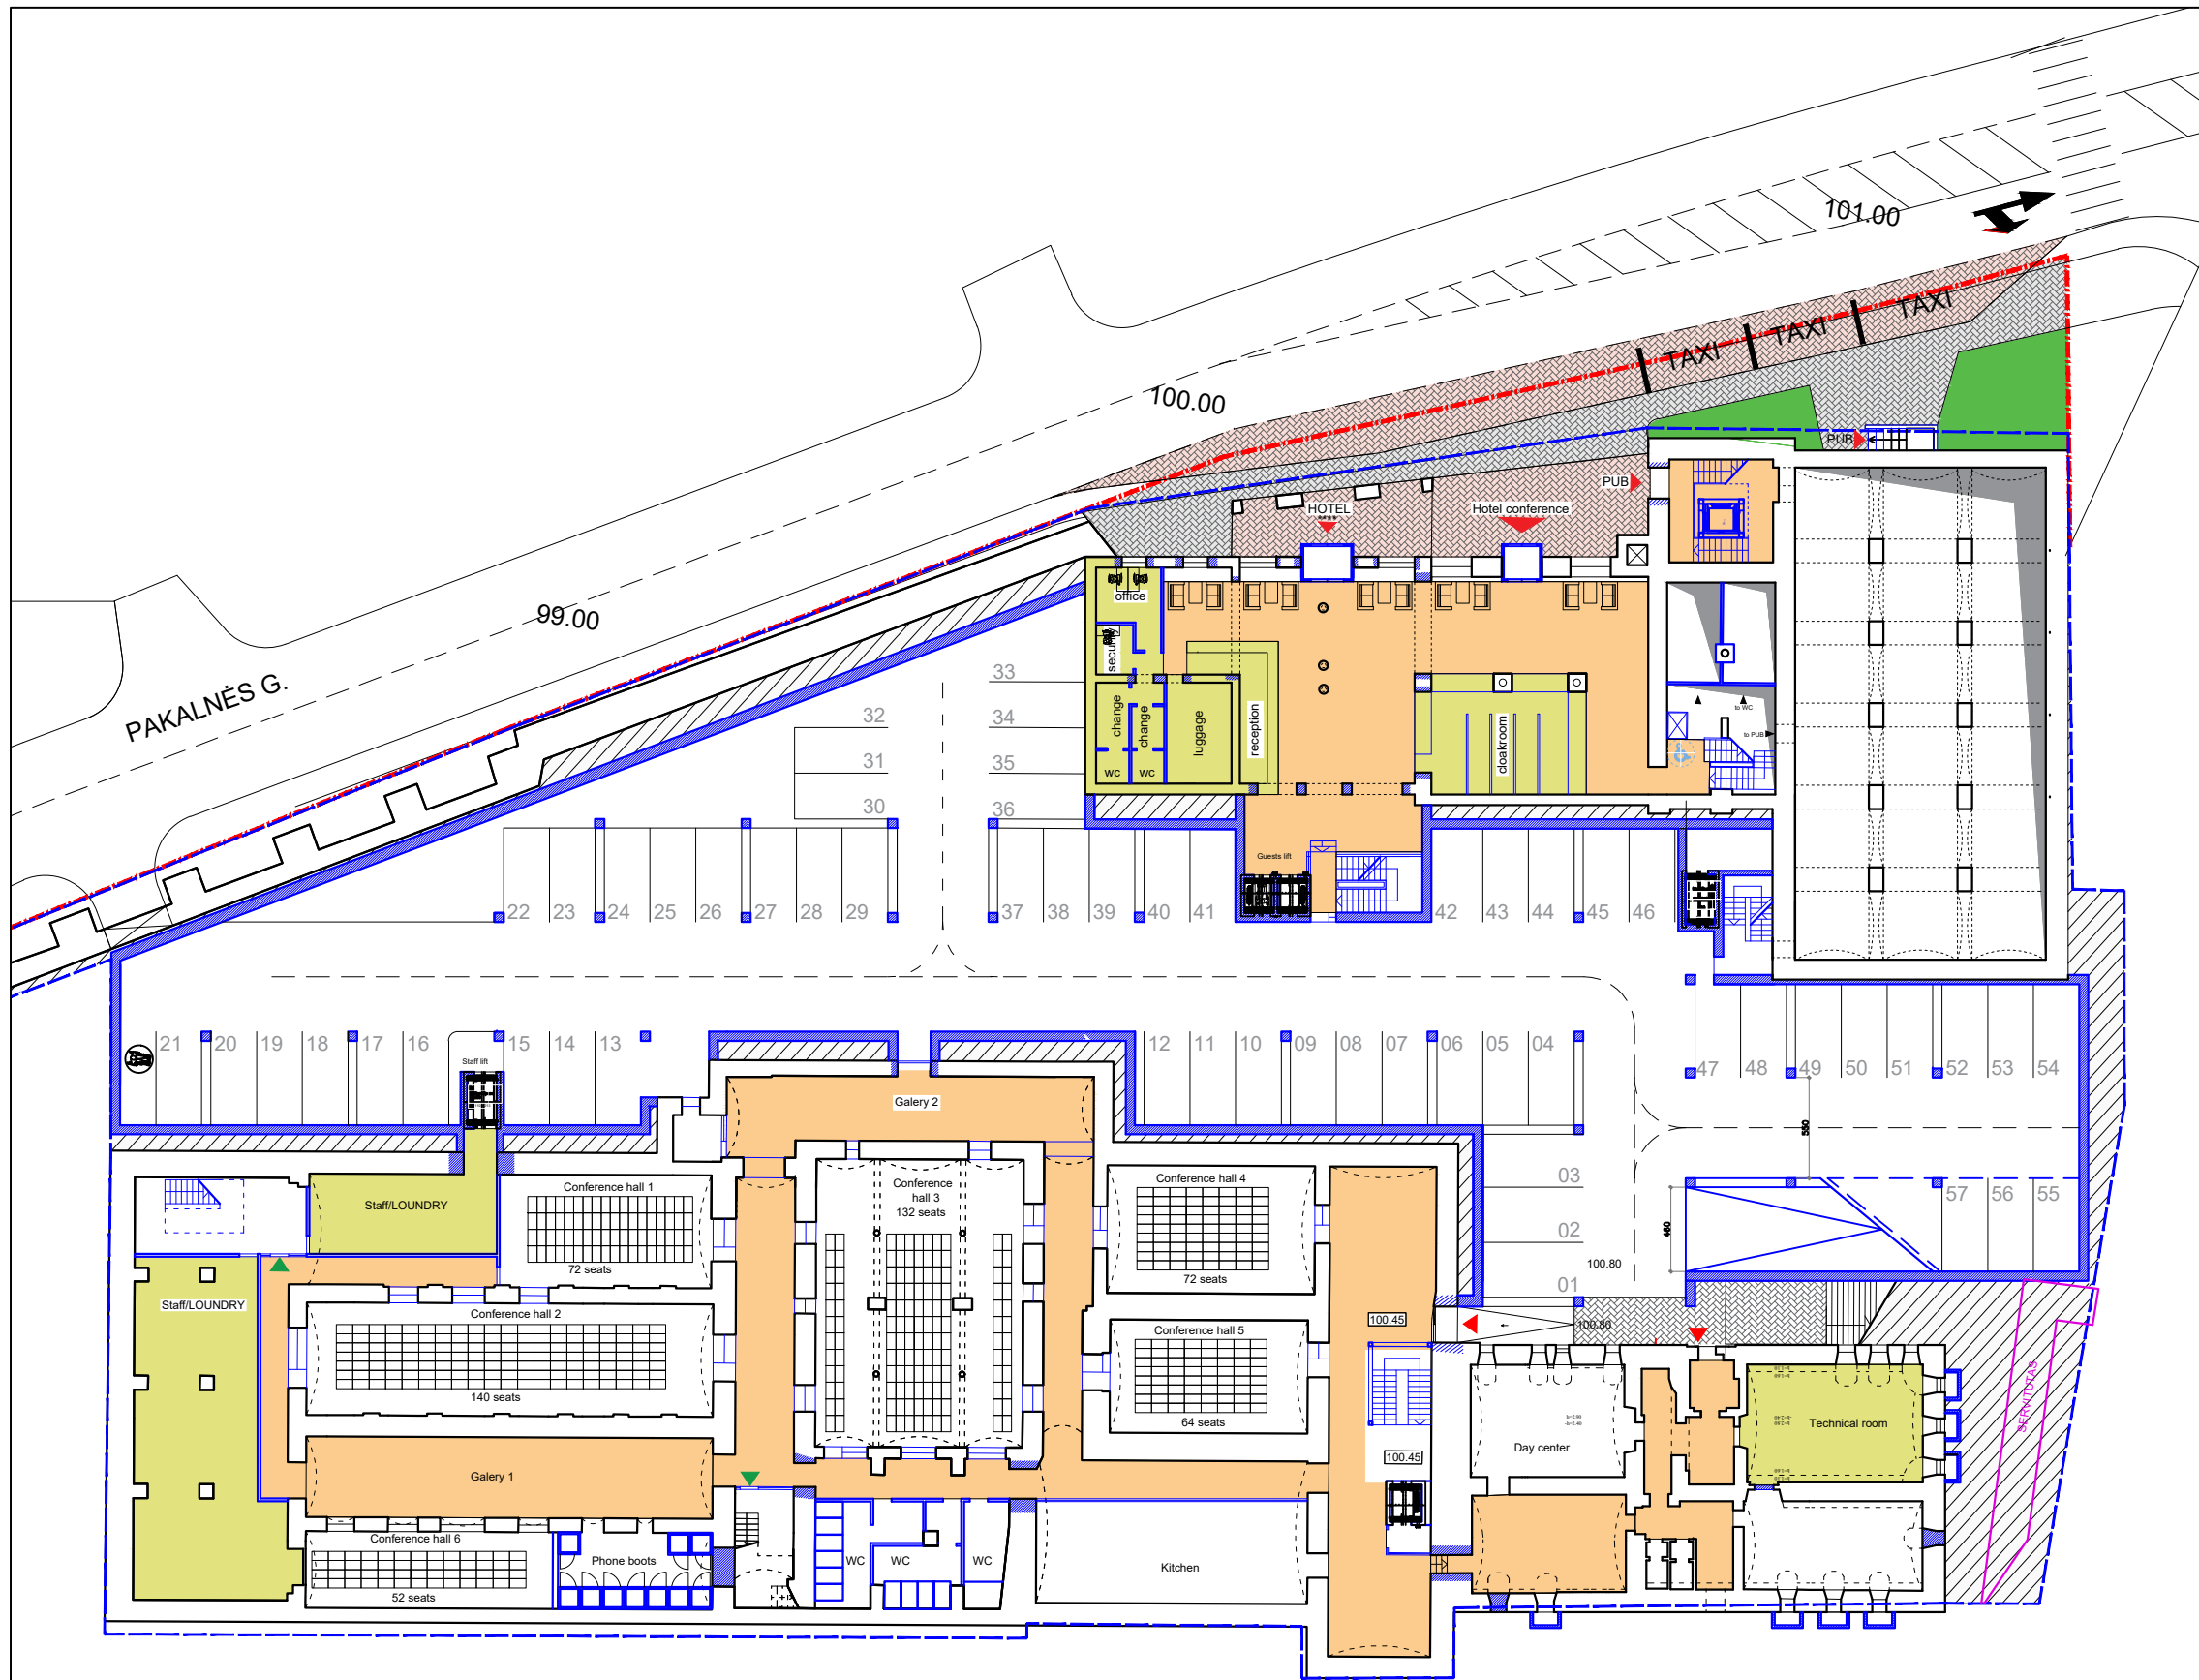 101.00
TAXI
TAXI
TAXI
100.00
PUB
PUB
HOTEL
Hotel conference
99.00
PAKALNĖS G.
office
security
change
change
luggage
reception
cloakroom
WC
WC
to WC
to PUB
33
34
35
36
32
31
30
Guests lift
22
23
24
25
26
27
28
29
37
38
39
40
41
42
43
44
45
46
21
20
19
18
17
16
Staff lift
15
14
13
12
11
10
09
08
07
06
05
04
47
48
49
50
51
52
53
54
550
03
02
01
57
56
55
460
100.80
100.80
Galery 2
Conference hall 1
72 seats
Conference
hall 3
132 seats
Conference hall 4
72 seats
Staff/LOUNDRY
Staff/LOUNDRY
Conference hall 2
140 seats
Conference hall 5
64 seats
100.45
100.45
Galery 1
Day center
Technical room
SERVITUTAS
Conference hall 6
52 seats
Phone boots
WC
WC
WC
Kitchen